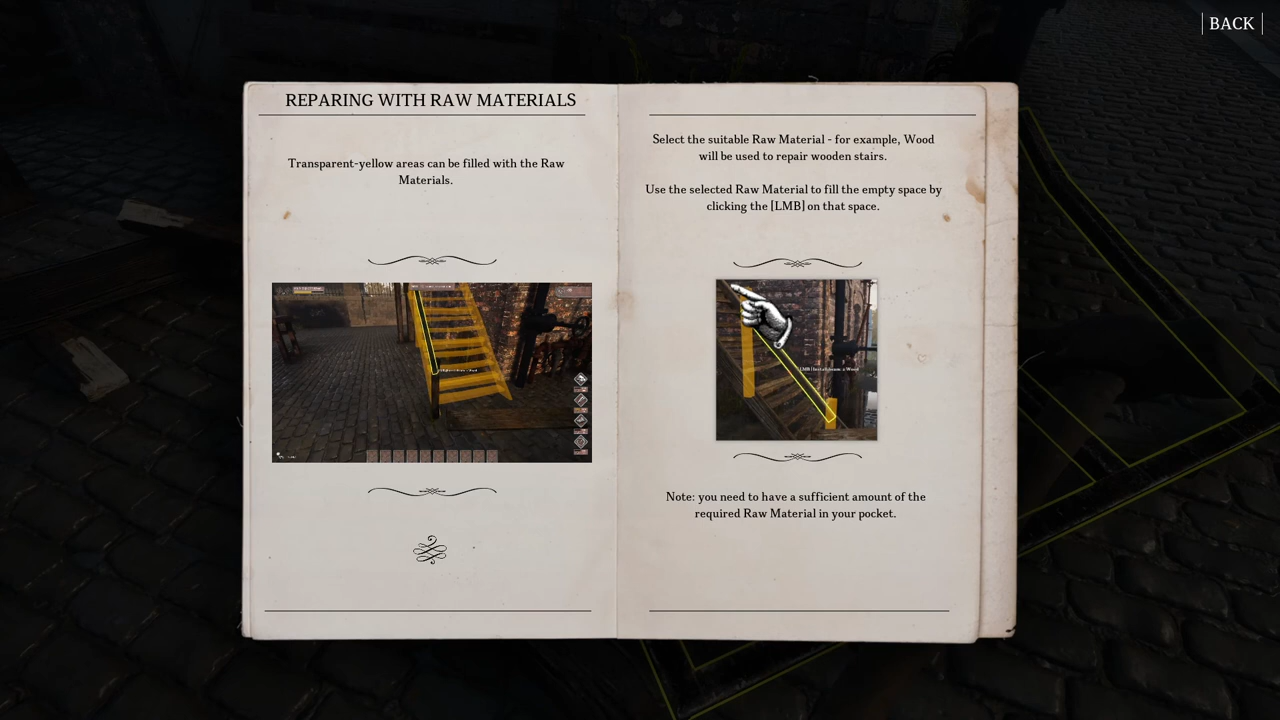 BACK
REPARING WITH RAW MATERIALS
Transparent-yellow areas can be filled with the Raw
Materials.
Select the suitable Raw Material - for example, Wood
will be used to repair wooden stairs.
Use the selected Raw Material to fill the empty space by
clicking the [LMB] on that space.
Note: you need to have a sufficient amount of the
required Raw Material in your pocket.